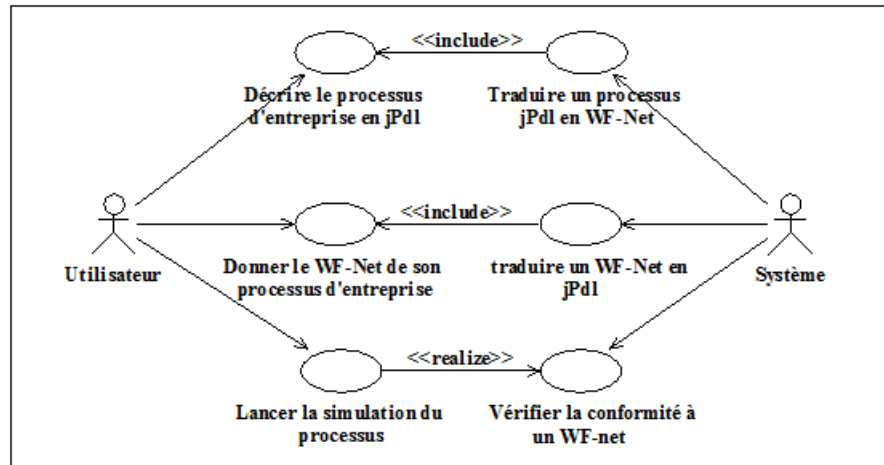 <<include>>
Décrire le processus
d'entreprise en jPdl
Traduire un processus
jPdl en WF-Net
<<include>>
Utilisateur
Donner le WF-Net de son
processus d'entreprise
traduire un WF-Net en
jPdl
Système
<<realize>>
Lancer la simulation du
processus
Vérifier la conformité à
un WF-net